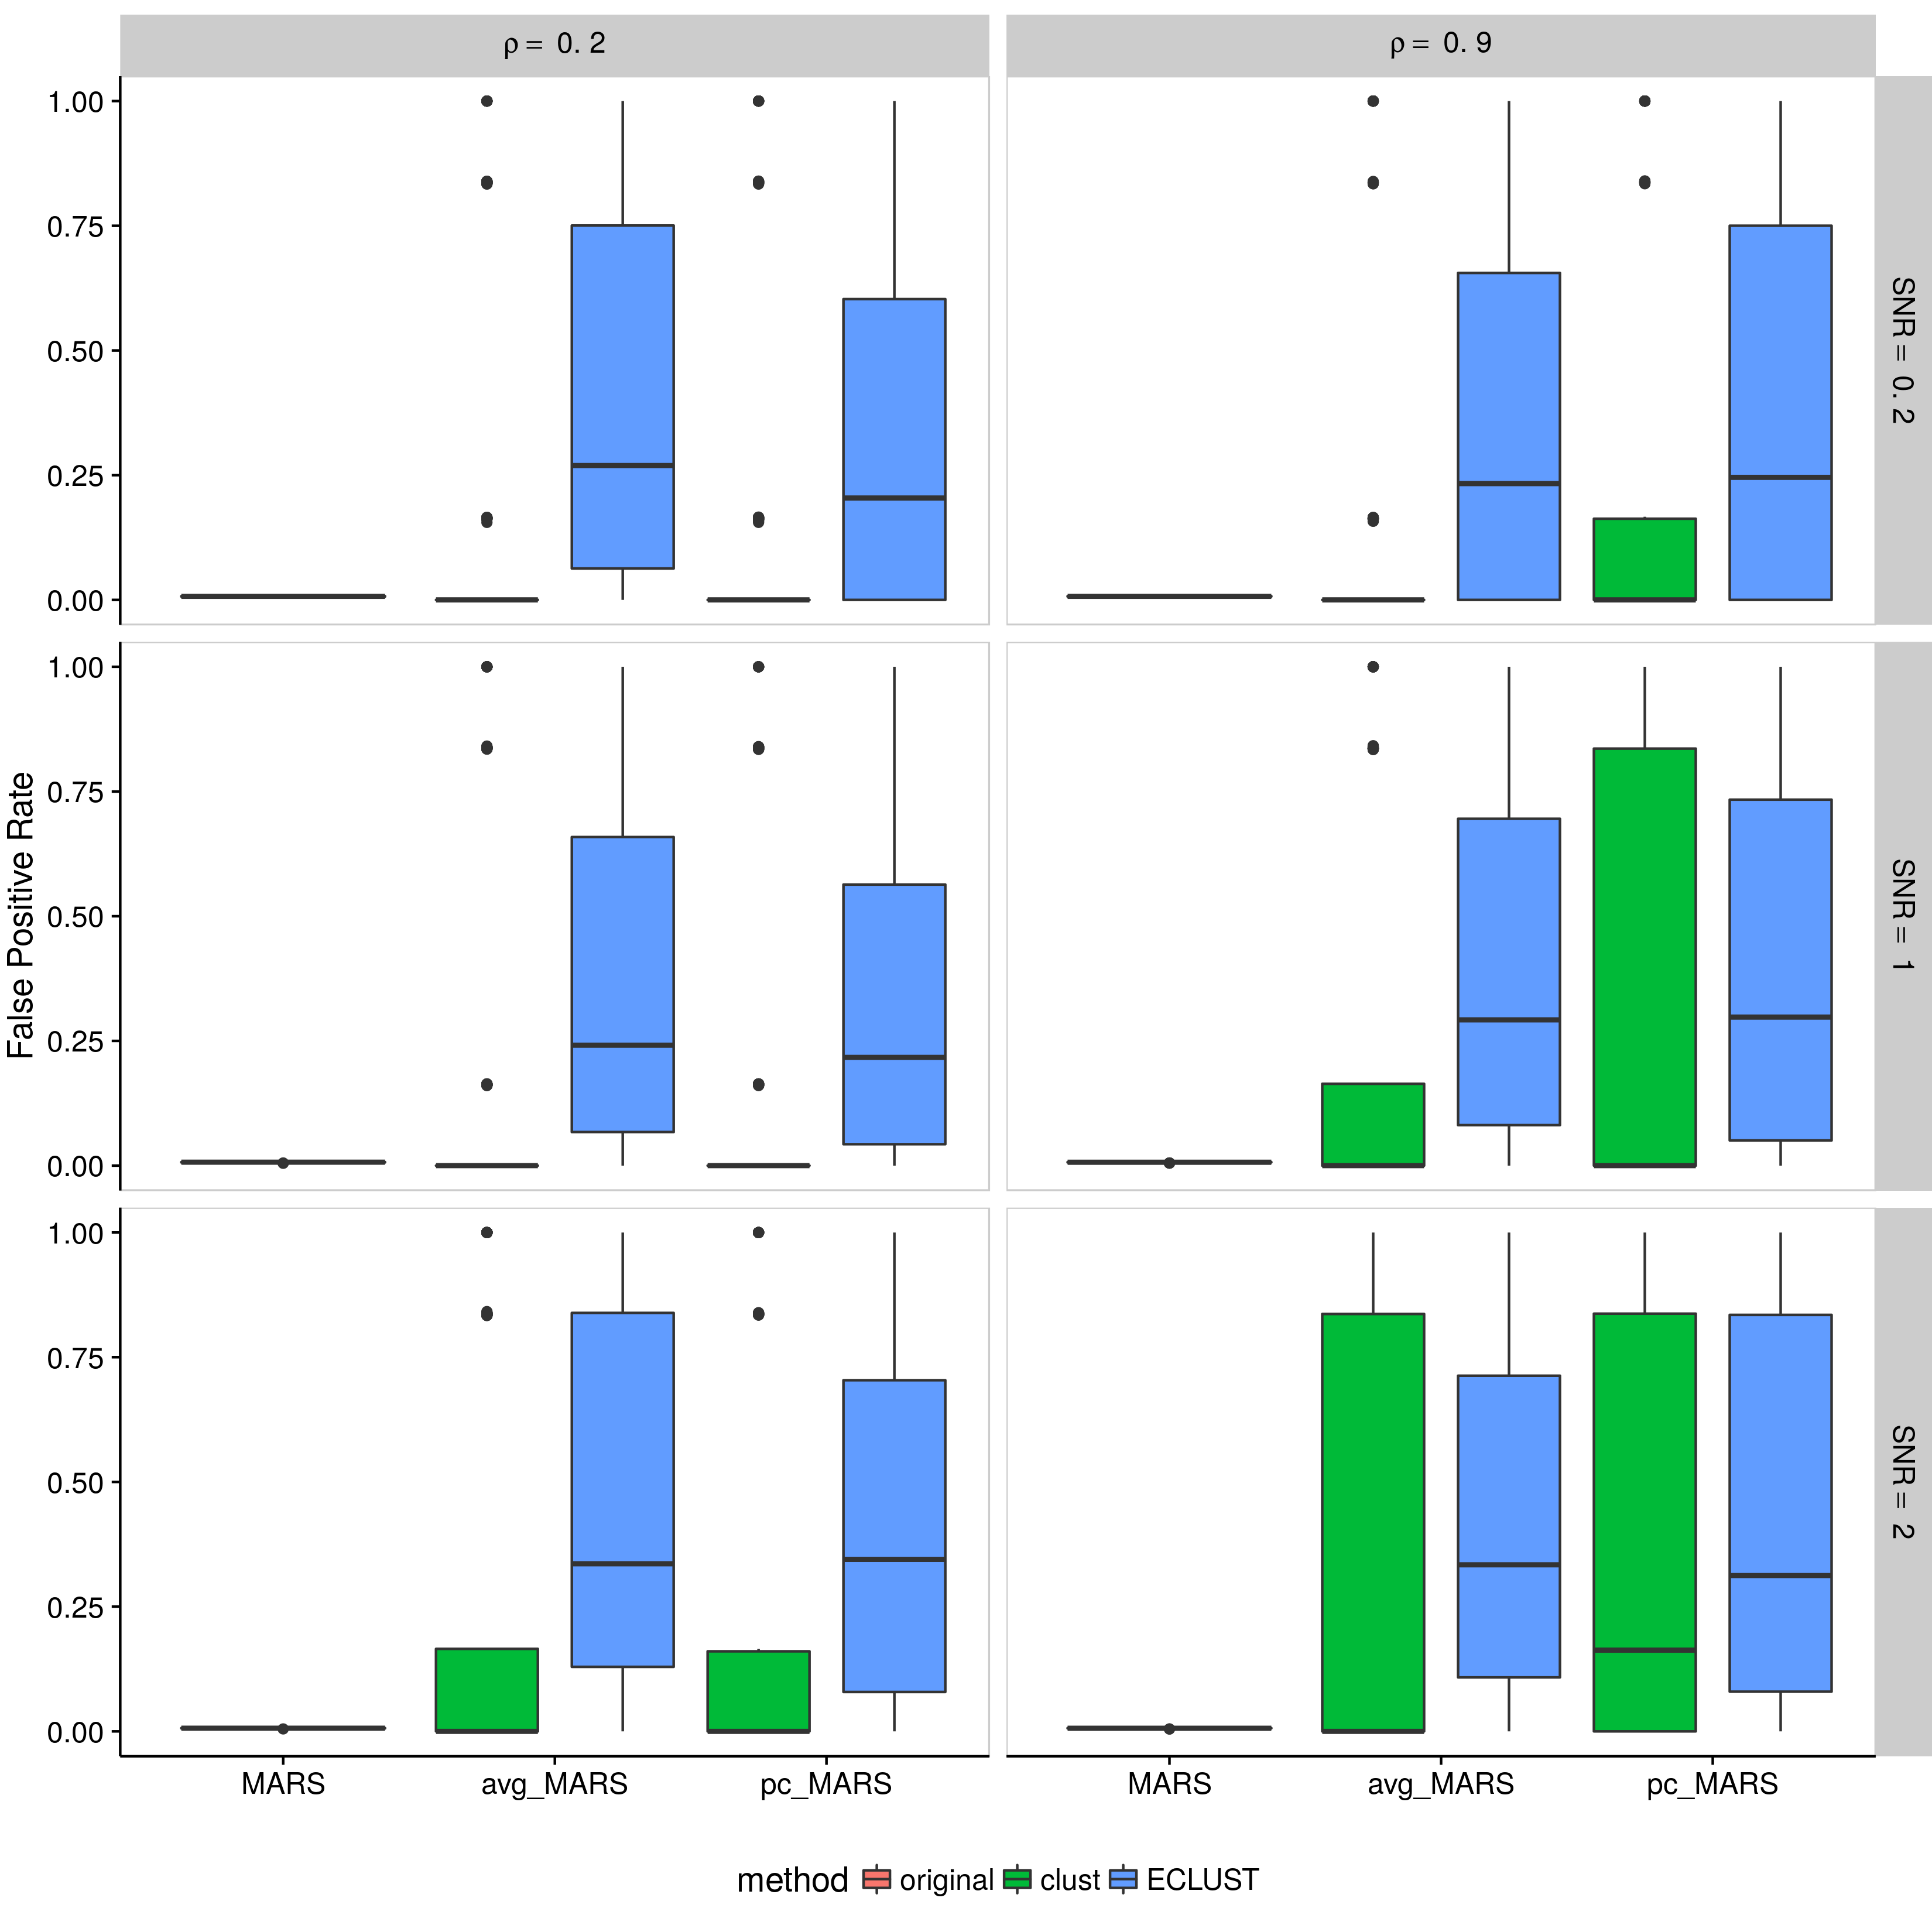 ρ = 0. 2
ρ = 0. 9
1.00
0.75
0.50
0.25
0.00
SNR = 0. 2
1.00
0.75
0.50
0.25
0.00
SNR = 1
False Positive Rate
1.00
0.75
0.50
0.25
0.00
SNR = 2
MARS avg_MARS pc_MARS
MARS avg_MARS pc_MARS
method original clust ECLUST